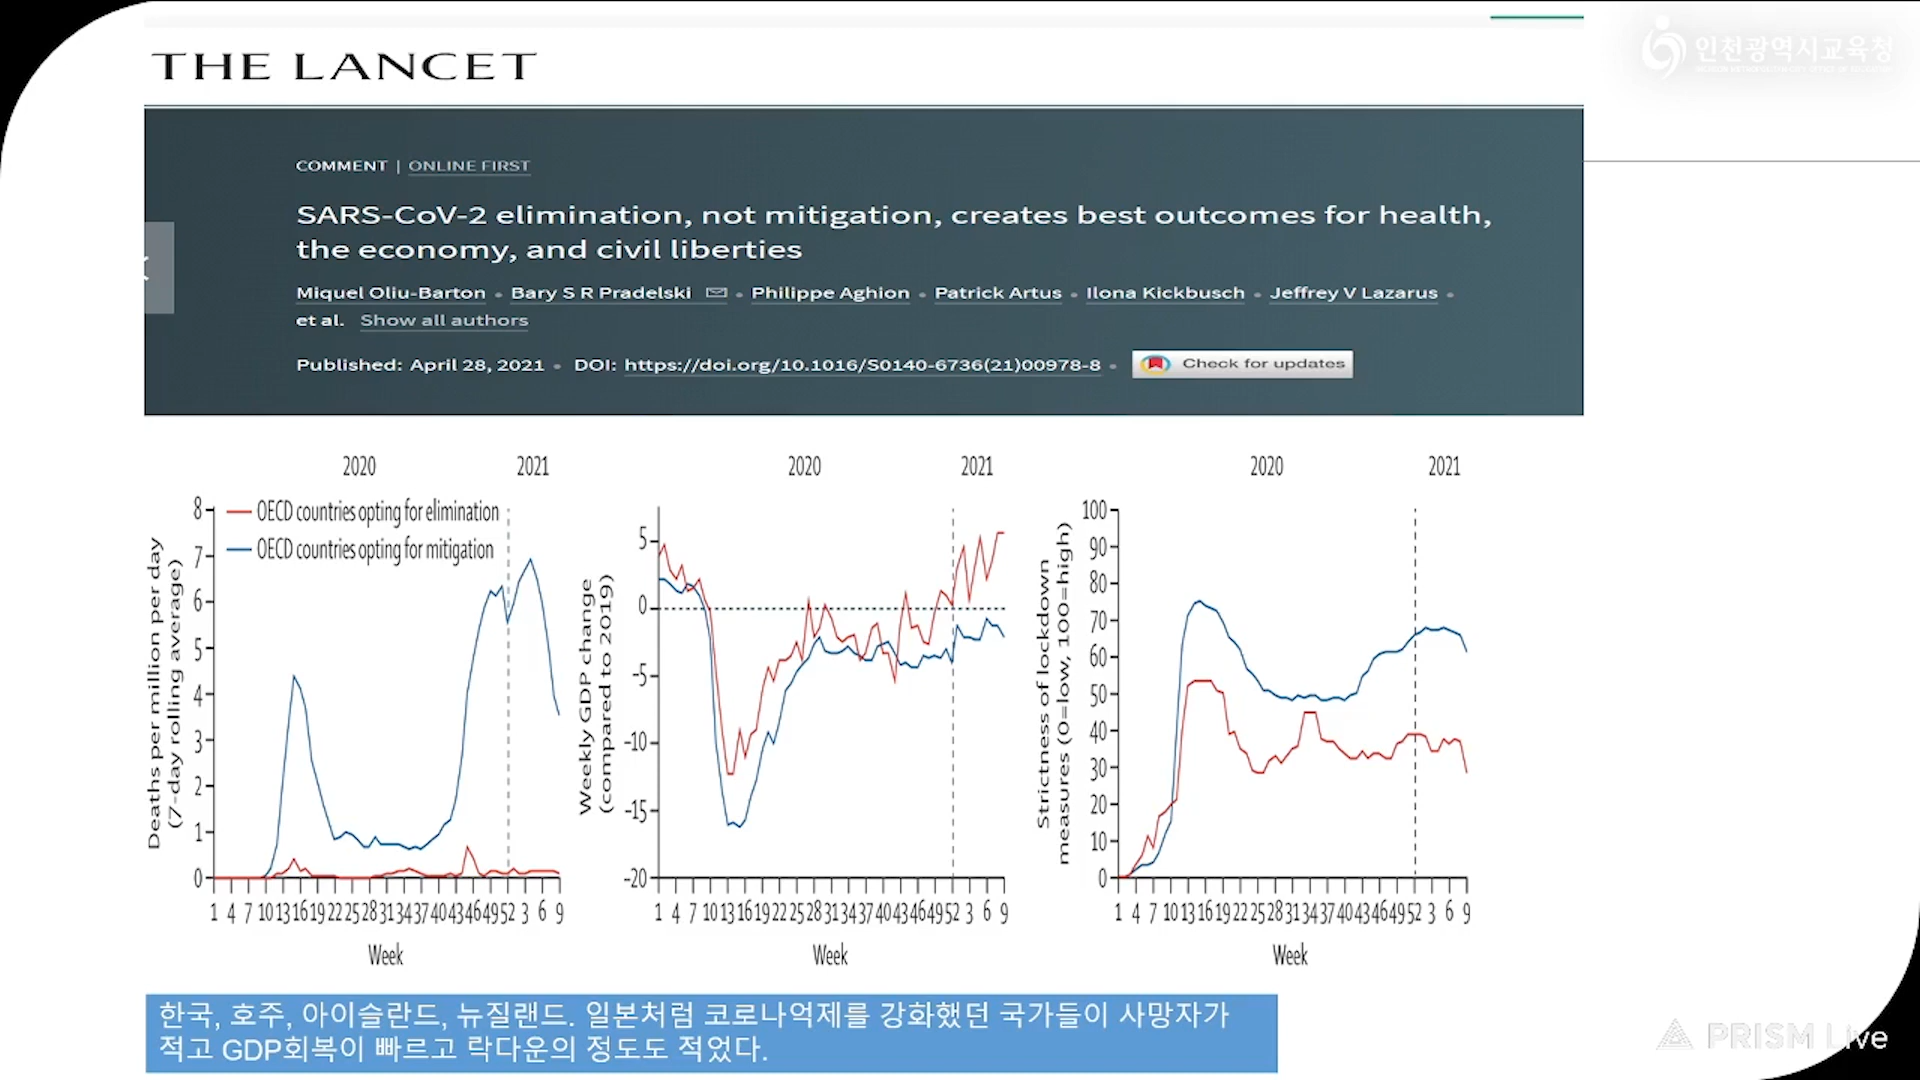 인천광역시교육청
THE LANCET
COMMENT | ONLINE FIRST
SARS-CoV-2 elimination, not mitigation, creates best outcomes for health,
the economy, and civil liberties
Miquel Oliu-Barton • Bary S R Pradelski • Philippe Aghion • Patrick Artus • Ilona Kickbusch • Jeffrey V Lazarus •
et al. Show all authors
Published: April 28, 2021 • DOI: https://doi.org/10.1016/S0140-6736(21)00978-8 •
Check for updates
2020 2021
Deaths per million per day
(7-day rolling average)
8
7
6
5
4
3
2
1
0
OECD countries opting for elimination
OECD countries opting for mitigation
1 4 7 10 13 16 19 22 25 28 31 34 37 40 43 46 49 52 3 6 9
Week
2020 2021
Weekly GDP change
(compared to 2019)
5
0
-5
-10
-15
-20
1 4 7 10 13 16 19 22 25 28 31 34 37 40 43 46 49 52 3 6 9
Week
2020 2021
Strictness of lockdown
measures (0=low, 100=high)
100
90
80
70
60
50
40
30
20
10
0
1 4 7 10 13 16 19 22 25 28 31 34 37 40 43 46 49 52 3 6 9
Week
한국, 호주, 아이슬란드, 뉴질랜드. 일본처럼 코로나억제를 강화했던 국가들이 사망자가
적고 GDP회복이 빠르고 락다운의 정도도 적었다.
PRISM Live